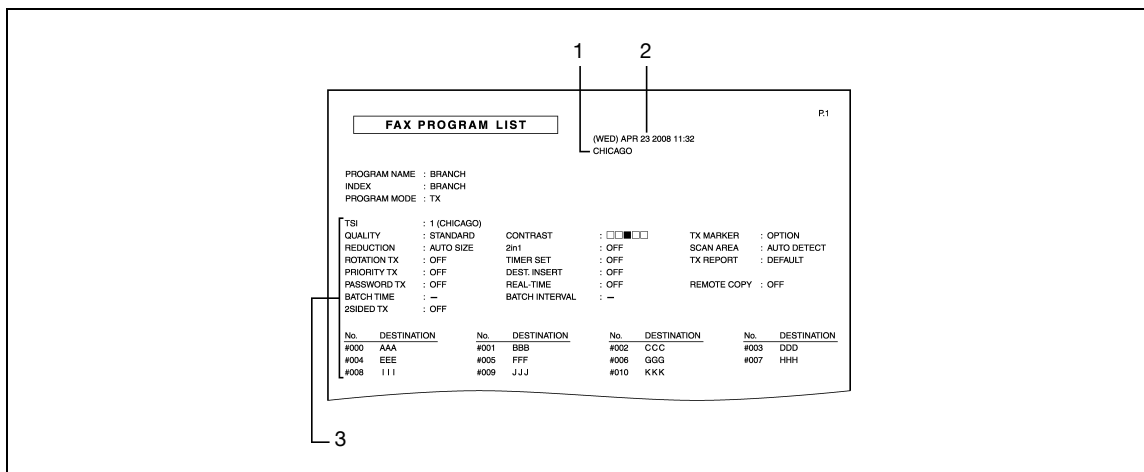 1 2
P.1
FAX PROGRAM LIST
(WED) APR 23 2008 11:32
CHICAGO
PROGRAM NAME : BRANCH
INDEX : BRANCH
PROGRAM MODE : TX
TSI : 1 (CHICAGO)
QUALITY : STANDARD CONTRAST : □□■□□ TX MARKER : OPTION
REDUCTION : AUTO SIZE 2in1 : OFF SCAN AREA : AUTO DETECT
ROTATION TX : OFF TIMER SET : OFF TX REPORT : DEFAULT
PRIORITY TX : OFF DEST. INSERT : OFF
PASSWORD TX : OFF REAL-TIME : OFF REMOTE COPY : OFF
BATCH TIME : – BATCH INTERVAL : –
2SIDED TX : OFF
No. DESTINATION No. DESTINATION No. DESTINATION No. DESTINATION
#000 AAA #001 BBB #002 CCC #003 DDD
#004 EEE #005 FFF #006 GGG #007 HHH
#008 III #009 JJJ #010 KKK
3